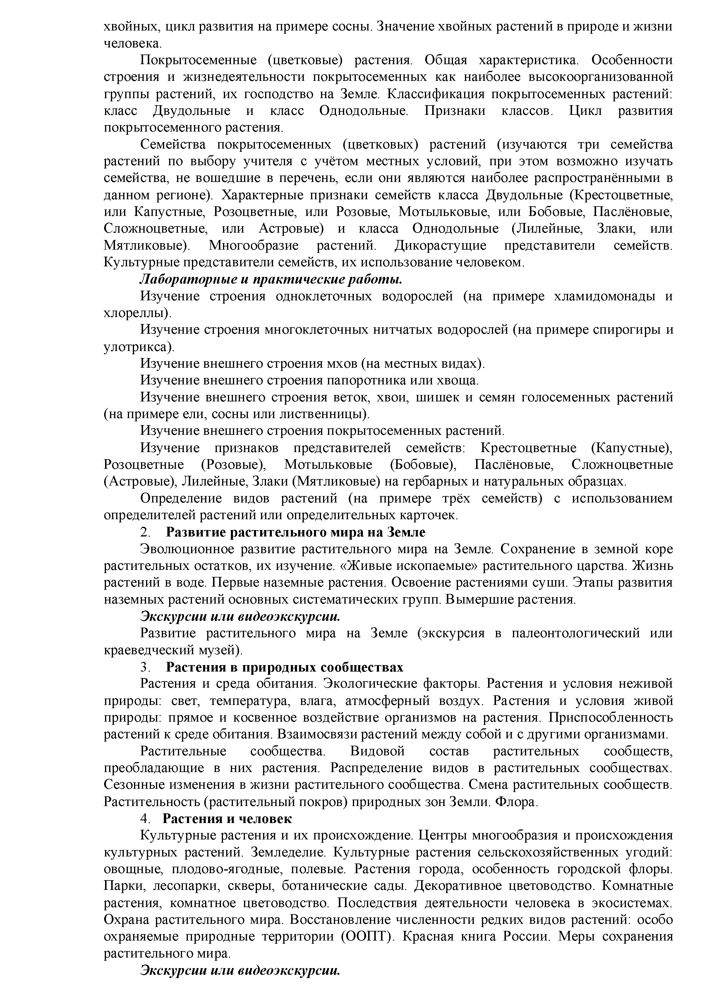 хвойных, цикл развития на примере сосны. Значение хвойных растений в природе и жизни
человека.
Покрытосеменные (цветковые) растения. Общая характеристика. Особенности
строения и жизнедеятельности покрытосеменных как наиболее высокоорганизованной
группы растений, их господство на Земле. Классификация покрытосеменных растений:
класс Двудольные и класс Однодольные. Признаки классов. Цикл развития
покрытосеменного растения.
Семейства покрытосеменных (цветковых) растений (изучаются три семейства
растений по выбору учителя с учётом местных условий, при этом возможно изучать
семейства, не вошедшие в перечень, если они являются наиболее распространёнными в
данном регионе). Характерные признаки семейств класса Двудольные (Крестоцветные,
или Капустные, Розоцветные, или Розовые, Мотыльковые, или Бобовые, Паслёновые,
Сложноцветные, или Астровые) и класса Однодольные (Лилейные, Злаки, или
Мятликовые). Многообразие растений. Дикорастущие представители семейств.
Культурные представители семейств, их использование человеком.
Лабораторные и практические работы.
Изучение строения одноклеточных водорослей (на примере хламидомонады и
хлореллы).
Изучение строения многоклеточных нитчатых водорослей (на примере спирогиры и
улотрикса).
Изучение внешнего строения мхов (на местных видах).
Изучение внешнего строения папоротника или хвоща.
Изучение внешнего строения веток, хвои, шишек и семян голосеменных растений
(на примере ели, сосны или лиственницы).
Изучение внешнего строения покрытосеменных растений.
Изучение признаков представителей семейств: Крестоцветные (Капустные),
Розоцветные (Розовые), Мотыльковые (Бобовые), Паслёновые, Сложноцветные
(Астровые), Лилейные, Злаки (Мятликовые) на гербарных и натуральных образцах.
Определение видов растений (на примере трёх семейств) с использованием
определителей растений или определительных карточек.
2. Развитие растительного мира на Земле
Эволюционное развитие растительного мира на Земле. Сохранение в земной коре
растительных остатков, их изучение. «Живые ископаемые» растительного царства. Жизнь
растений в воде. Первые наземные растения. Освоение растениями суши. Этапы развития
наземных растений основных систематических групп. Вымершие растения.
Экскурсии или видеоэкскурсии.
Развитие растительного мира на Земле (экскурсия в палеонтологический или
краеведческий музей).
3. Растения в природных сообществах
Растения и среда обитания. Экологические факторы. Растения и условия неживой
природы: свет, температура, влага, атмосферный воздух. Растения и условия живой
природы: прямое и косвенное воздействие организмов на растения. Приспособленность
растений к среде обитания. Взаимосвязи растений между собой и с другими организмами.
Растительные сообщества. Видовой состав растительных сообществ,
преобладающие в них растения. Распределение видов в растительных сообществах.
Сезонные изменения в жизни растительного сообщества. Смена растительных сообществ.
Растительность (растительный покров) природных зон Земли. Флора.
4. Растения и человек
Культурные растения и их происхождение. Центры многообразия и происхождения
культурных растений. Земледелие. Культурные растения сельскохозяйственных угодий:
овощные, плодово-ягодные, полевые. Растения города, особенность городской флоры.
Парки, лесопарки, скверы, ботанические сады. Декоративное цветоводство. Комнатные
растения, комнатное цветоводство. Последствия деятельности человека в экосистемах.
Охрана растительного мира. Восстановление численности редких видов растений: особо
охраняемые природные территории (ООПТ). Красная книга России. Меры сохранения
растительного мира.
Экскурсии или видеоэкскурсии.